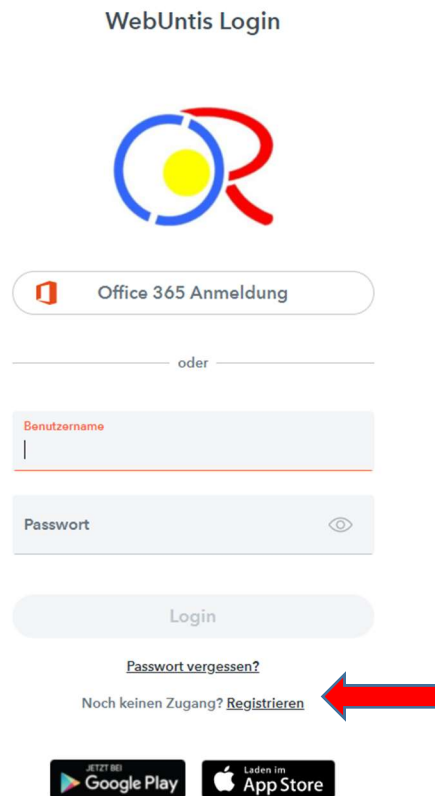 WebUntis Login
Office 365 Anmeldung
oder
Benutzername
Passwort
Login
Passwort vergessen?
Noch keinen Zugang? Registrieren
JETZT BEI
Google Play
Laden im
App Store